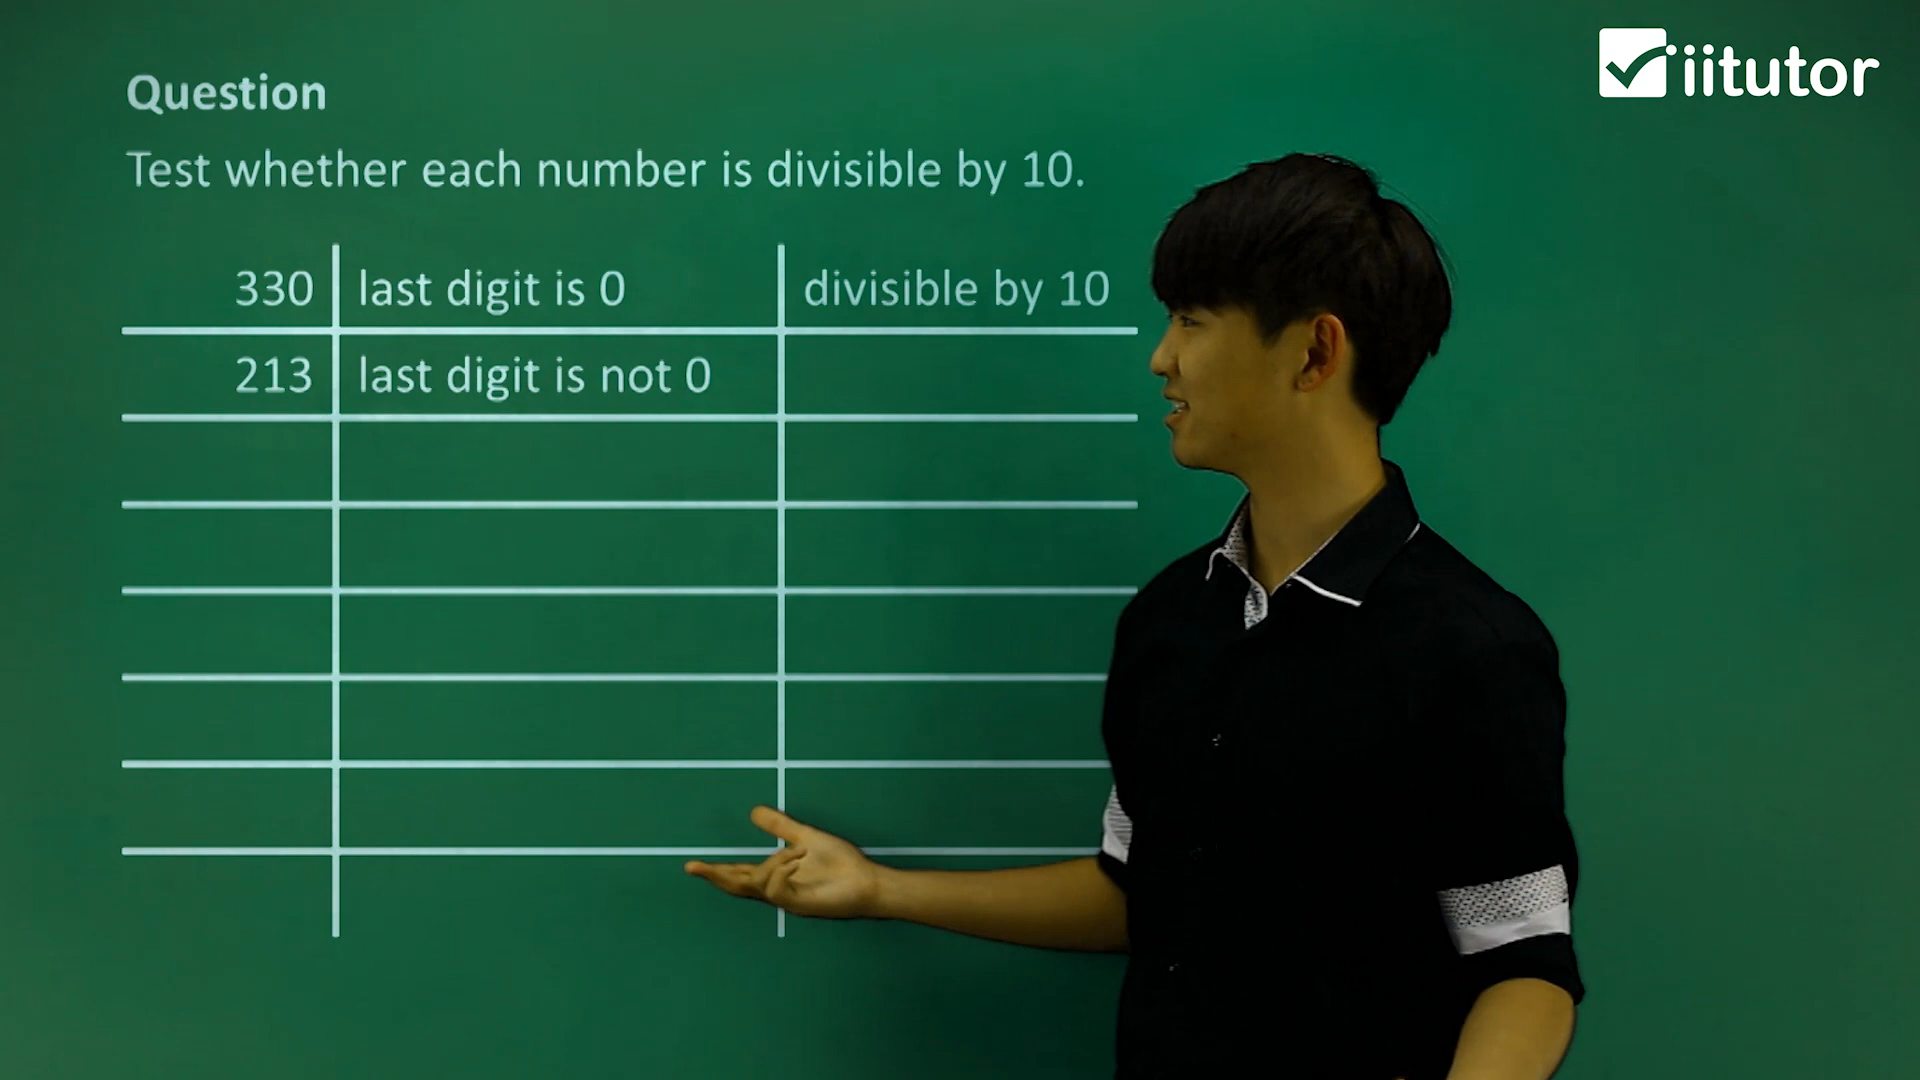 iitutor
Question
Test whether each number is divisible by 10.
330 last digit is 0 divisible by 10
213 last digit is not 0